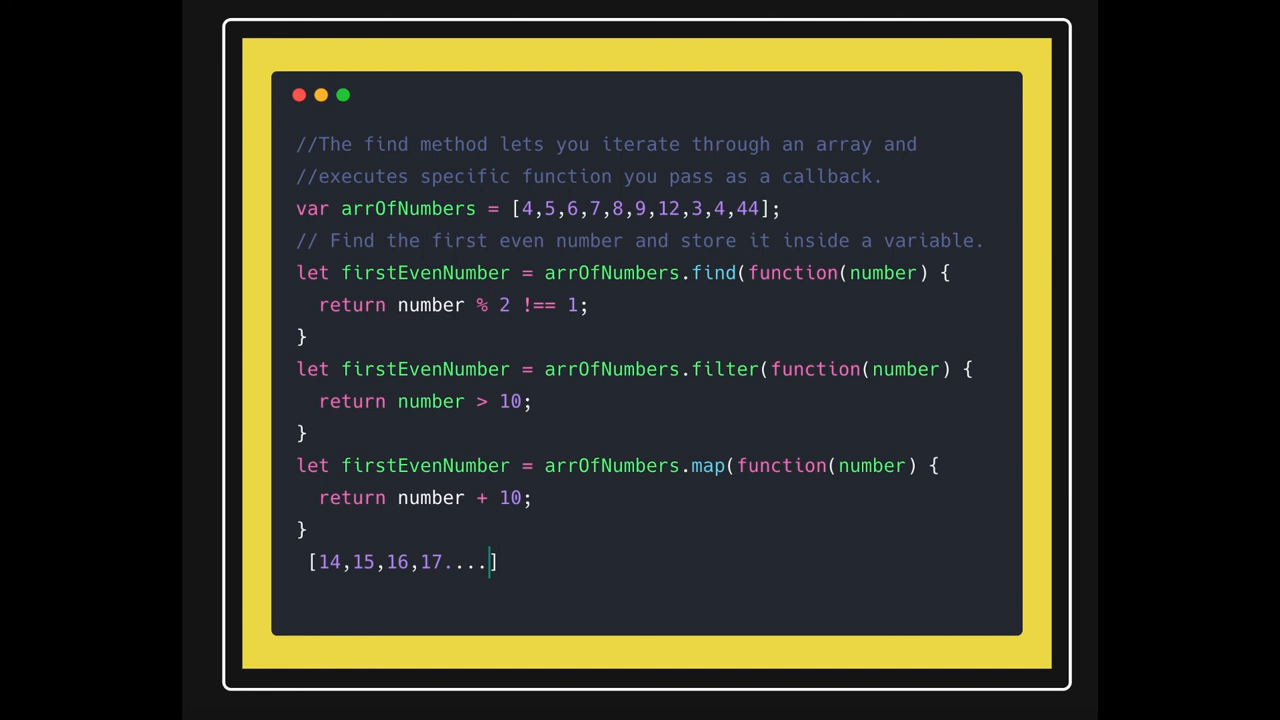 //The find method lets you iterate through an array and
//executes specific function you pass as a callback.
var arrOfNumbers = [4,5,6,7,8,9,12,3,4,44];
// Find the first even number and store it inside a variable.
let firstEvenNumber = arrOfNumbers.find(function(number) {
  return number % 2 !== 1;
}
let firstEvenNumber = arrOfNumbers.filter(function(number) {
  return number > 10;
}
let firstEvenNumber = arrOfNumbers.map(function(number) {
  return number + 10;
}
 [14,15,16,17....]